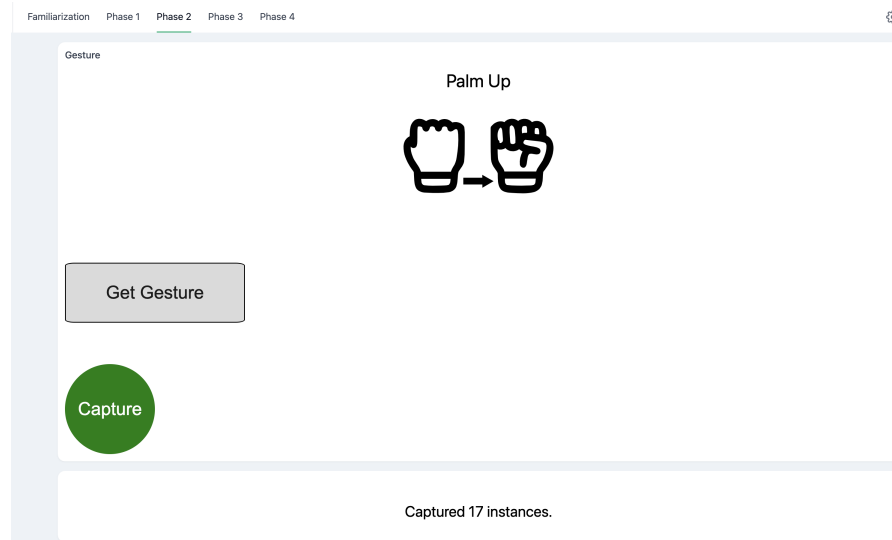 Familiarization Phase 1 Phase 2 Phase 3 Phase 4
Gesture
Palm Up
Get Gesture
Capture
Captured 17 instances.